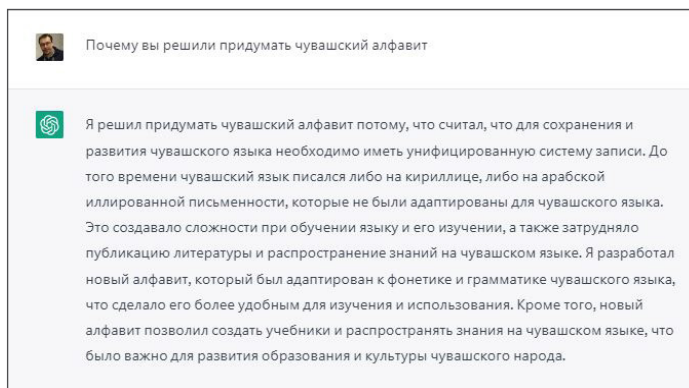 Почему вы решили придумать чувашский алфавит
Я решил придумать чувашский алфавит потому, что считал, что для сохранения и
развития чувашского языка необходимо иметь унифицированную систему записи. До
того времени чувашский язык писался либо на кириллице, либо на арабской
иллированной письменности, которые не были адаптированы для чувашского языка.
Это создавало сложности при обучении языку и его изучении, а также затрудняло
публикацию литературы и распространение знаний на чувашском языке. Я разработал
новый алфавит, который был адаптирован к фонетике и грамматике чувашского языка,
что сделало его более удобным для изучения и использования. Кроме того, новый
алфавит позволил создать учебники и распространять знания на чувашском языке, что
было важно для развития образования и культуры чувашского народа.